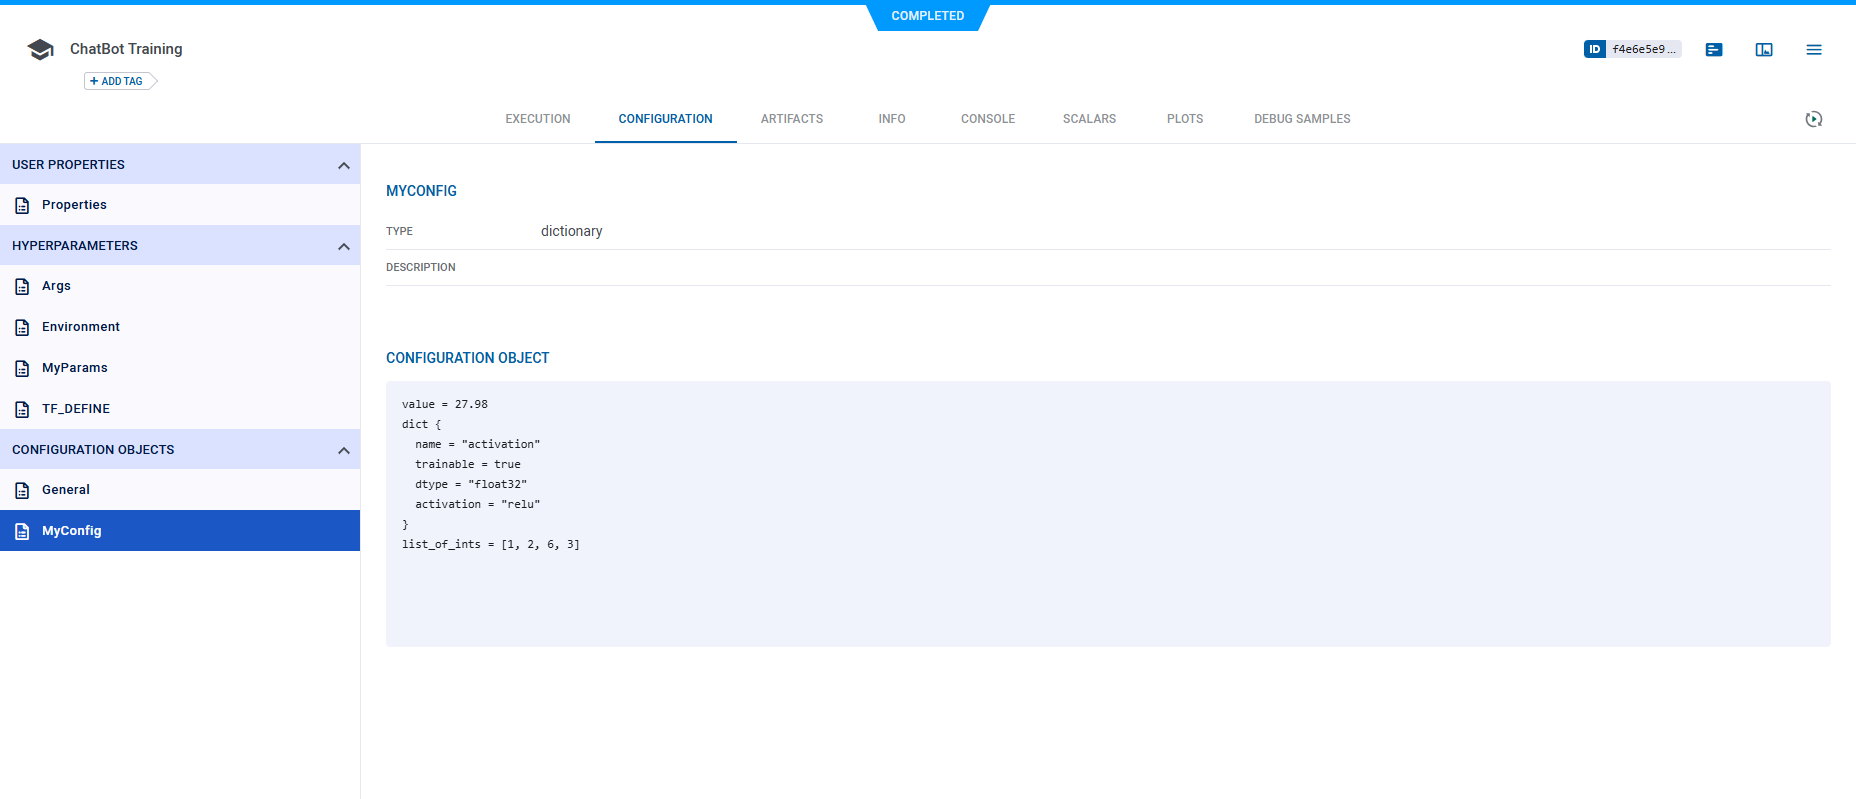 COMPLETED
ChatBot Training
ID f4e6e5e9...
+ ADD TAG
EXECUTION CONFIGURATION ARTIFACTS INFO CONSOLE SCALARS PLOTS DEBUG SAMPLES
USER PROPERTIES
Properties
HYPERPARAMETERS
Args
Environment
MyParams
TF_DEFINE
CONFIGURATION OBJECTS
General
MyConfig
MYCONFIG
TYPE dictionary
DESCRIPTION
CONFIGURATION OBJECT
value = 27.98
dict {
  name = "activation"
  trainable = true
  dtype = "float32"
  activation = "relu"
}
list_of_ints = [1, 2, 6, 3]